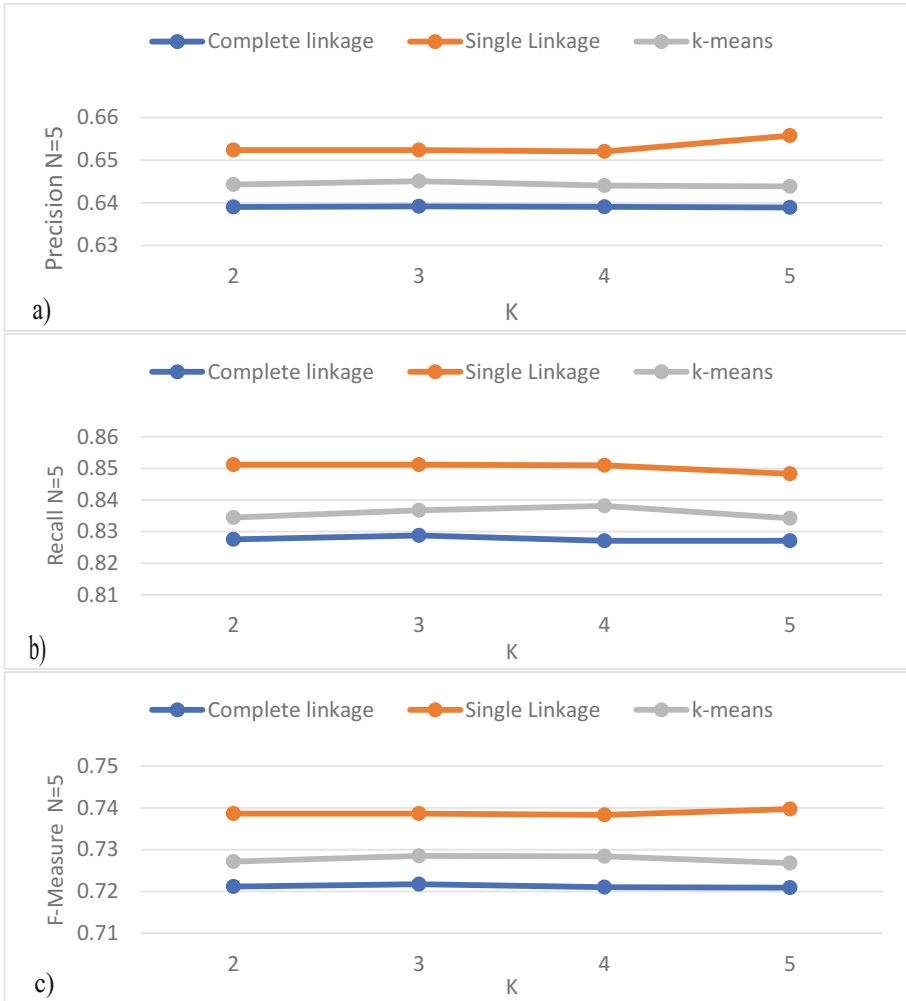 Complete linkage Single Linkage k-means
Precision N=5
0.66
0.65
0.64
0.63
2 3 4 5
K
a)
Complete linkage Single Linkage k-means
Recall N=5
0.86
0.85
0.84
0.83
0.82
0.81
2 3 4 5
K
b)
Complete linkage Single Linkage k-means
F-Measure N=5
0.75
0.74
0.73
0.72
0.71
2 3 4 5
K
c)